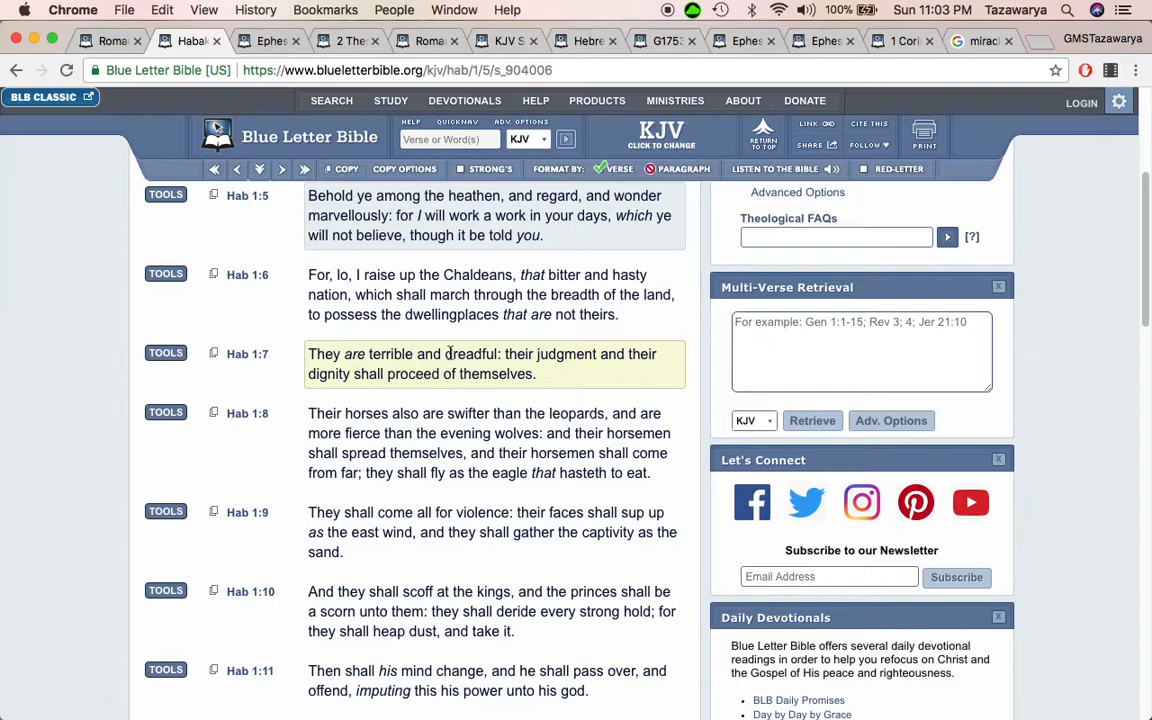 Chrome File Edit View History Bookmarks People Window Help 100% Sun 11:03 PM Tazawarya
Roma Habak Ephes 2 Thes Roma KJV S Hebre G1753 Ephes Ephes 1 Cori miracl GMSTazawarya
Blue Letter Bible [US] https://www.blueletterbible.org/kjv/hab/1/5/s_904006
BLB CLASSIC
SEARCH STUDY DEVOTIONALS HELP PRODUCTS MINISTRIES ABOUT DONATE LOGIN
Blue Letter Bible
HELP QUICKNAV ADV. OPTIONS
Verse or Word(s) KJV
KJV
CLICK TO CHANGE
RETURN
TO TOP
LINK CITE THIS
SHARE FOLLOW
PRINT
COPY COPY OPTIONS STRONG'S FORMAT BY: VERSE PARAGRAPH LISTEN TO THE BIBLE RED-LETTER
TOOLS Hab 1:5 Behold ye among the heathen, and regard, and wonder
marvellously: for I will work a work in your days, which ye
will not believe, though it be told you.
TOOLS Hab 1:6 For, lo, I raise up the Chaldeans, that bitter and hasty
nation, which shall march through the breadth of the land,
to possess the dwellingplaces that are not theirs.
TOOLS Hab 1:7 They are terrible and dreadful: their judgment and their
dignity shall proceed of themselves.
TOOLS Hab 1:8 Their horses also are swifter than the leopards, and are
more fierce than the evening wolves: and their horsemen
shall spread themselves, and their horsemen shall come
from far; they shall fly as the eagle that hasteth to eat.
TOOLS Hab 1:9 They shall come all for violence: their faces shall sup up
as the east wind, and they shall gather the captivity as the
sand.
TOOLS Hab 1:10 And they shall scoff at the kings, and the princes shall be
a scorn unto them: they shall deride every strong hold; for
they shall heap dust, and take it.
TOOLS Hab 1:11 Then shall his mind change, and he shall pass over, and
offend, imputing this his power unto his god.
Advanced Options
Theological FAQs
[?]
Multi-Verse Retrieval X
For example: Gen 1:1-15; Rev 3; 4; Jer 21:10
KJV Retrieve Adv. Options
Let's Connect X
Subscribe to our Newsletter
Email Address Subscribe
Daily Devotionals X
Blue Letter Bible offers several daily devotional
readings in order to help you refocus on Christ and
the Gospel of His peace and righteousness.
BLB Daily Promises
Day by Day by Grace